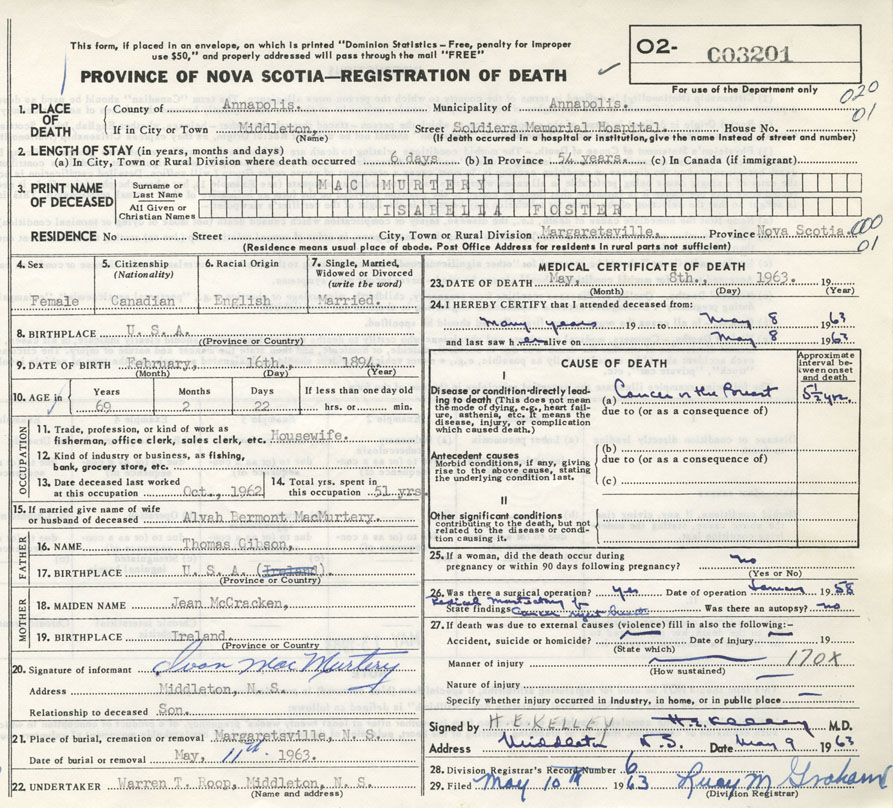 This form, if placed in an envelope, on which is printed "Dominion Statistics – Free, penalty for improper
use $50," and properly addressed will pass through the mail "FREE"
PROVINCE OF NOVA SCOTIA—REGISTRATION OF DEATH
O2- C03201
For use of the Department only
020
01
1. PLACE OF DEATH
County of Annapolis. Municipality of Annapolis.
If in City or Town Middleton, Street Soldiers Memorial Hospital. House No.
(Name) (If death occurred in a hospital or institution, give the name instead of street and number)
2. LENGTH OF STAY (in years, months and days)
(a) In City, Town or Rural Division where death occurred 6 days (b) In Province 54 years. (c) In Canada (if immigrant)
3. PRINT NAME OF DECEASED
Surname or Last Name MAC MURTERY
All Given or Christian Names ISABELLA FOSTER
RESIDENCE No Street City, Town or Rural Division Margaretsville. Province Nova Scotia. 000
01
(Residence means usual place of abode. Post Office Address for residents in rural parts not sufficient)
4. Sex Female
5. Citizenship (Nationality) Canadian
6. Racial Origin English
7. Single, Married, Widowed or Divorced (write the word) Married.
8. BIRTHPLACE U. S. A.
(Province or Country)
9. DATE OF BIRTH February, 16th. 1894.
(Month) (Day) (Year)
10. AGE in Years 69 Months 2 Days 22 If less than one day old hrs. or min.
OCCUPATION
11. Trade, profession or kind of work as fisherman, office clerk, sales clerk, etc. Housewife.
12. Kind of industry or business, as fishing, bank, grocery store, etc.
13. Date deceased last worked at this occupation Oct., 1962
14. Total yrs. spent in this occupation 51 yrs.
15. If married give name of wife or husband of deceased Alvah Bermont MacMurtery.
FATHER
16. NAME Thomas Gibson,
17. BIRTHPLACE U. S. A. (Ireland).
(Province or Country)
MOTHER
18. MAIDEN NAME Jean McCracken,
19. BIRTHPLACE Ireland.
(Province or Country)
20. Signature of informant Ivan MacMurtery
Address Middleton, N. S.
Relationship to deceased Son.
21. Place of burial, cremation or removal Margaretsville, N. S.
Date of burial or removal May, 11th 1963.
22. UNDERTAKER Warren T. Roop, Middleton, N. S.
(Name and address)
MEDICAL CERTIFICATE OF DEATH
23. DATE OF DEATH May, 8th., 1963. 19
(Month) (Day) (Year)
24. I HEREBY CERTIFY that I attended deceased from:
many years 19 to May 8 1963
and last saw h er alive on May 8 1963
CAUSE OF DEATH
Approximate interval between onset and death
I
Disease or condition directly leading to death (This does not mean the mode of dying, e.g., heart failure, asthenia, etc. It means the disease, injury, or complication which caused death.)
(a) Cancer in the Breast 5½ yrs.
due to (or as a consequence of)
Antecedent causes
Morbid conditions, if any, giving rise to the above cause, stating the underlying condition last.
(b)
due to (or as a consequence of)
(c)
II
Other significant conditions contributing to the death, but not related to the disease or condition causing it.
25. If a woman, did the death occur during pregnancy or within 90 days following pregnancy? no
(Yes or No)
26. Was there a surgical operation? yes Date of operation January 1958
Radical Mastectomy for
State findings Cancer right breast Was there an autopsy? no
27. If death was due to external causes (violence) fill in also the following:-
Accident, suicide or homicide? Date of injury 19
(State which)
Manner of injury 170X
(How sustained)
Nature of injury
Specify whether injury occurred in Industry, in home, or in public place
Signed by H. E. KELLEY H. E. Kelley M.D.
Address Middleton N.S. Date May 9 1963
28. Division Registrar's Record Number 6
29. Filed May 10th 1963 Ruay M Graham
(Division Registrar)